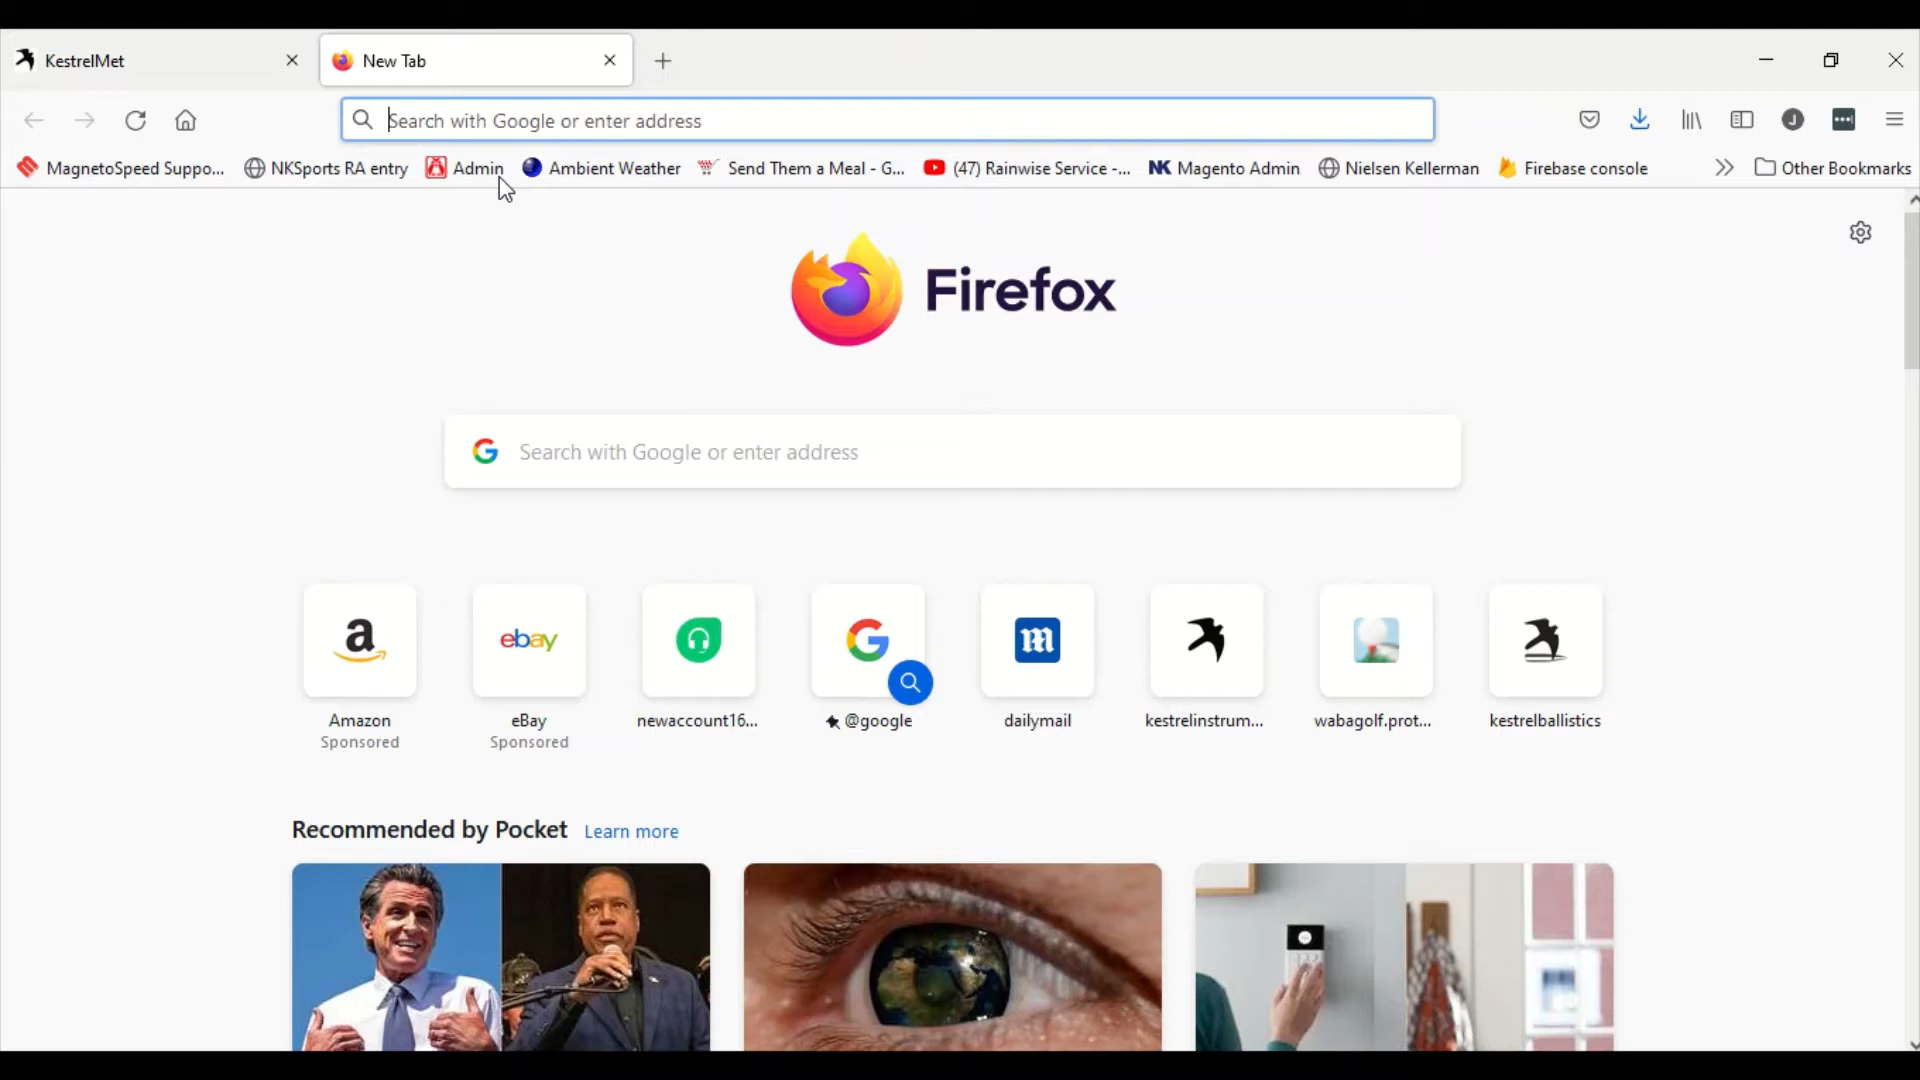 KestrelMet
New Tab
Search with Google or enter address
MagnetoSpeed Suppo... NKSports RA entry Admin Ambient Weather Send Them a Meal - G... (47) Rainwise Service -... NK Magento Admin Nielsen Kellerman Firebase console Other Bookmarks
Firefox
Search with Google or enter address
a ebay G m
Amazon eBay newaccount16... @google dailymail kestrelinstrum... wabagolf.prot... kestrelballistics
Sponsored Sponsored
Recommended by Pocket Learn more